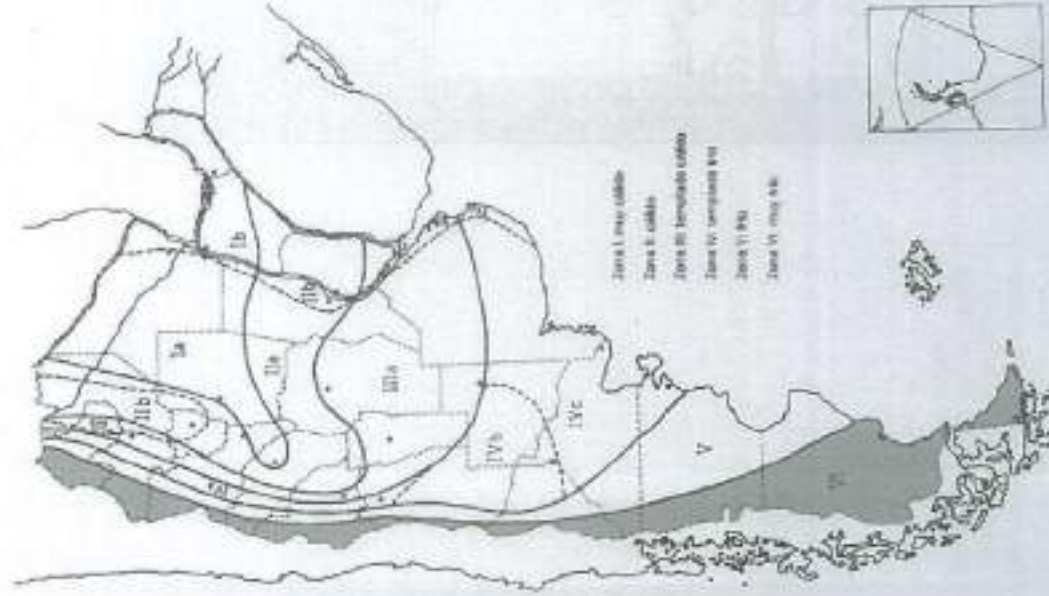 Ib
IIb
Ia
IIa
IIb
IIIa
IVb
IVc
V
Zona I: muy cálido
Zona II: cálido
Zona III: templado cálido
Zona IV: templado frío
Zona V: frío
Zona VI: muy frío